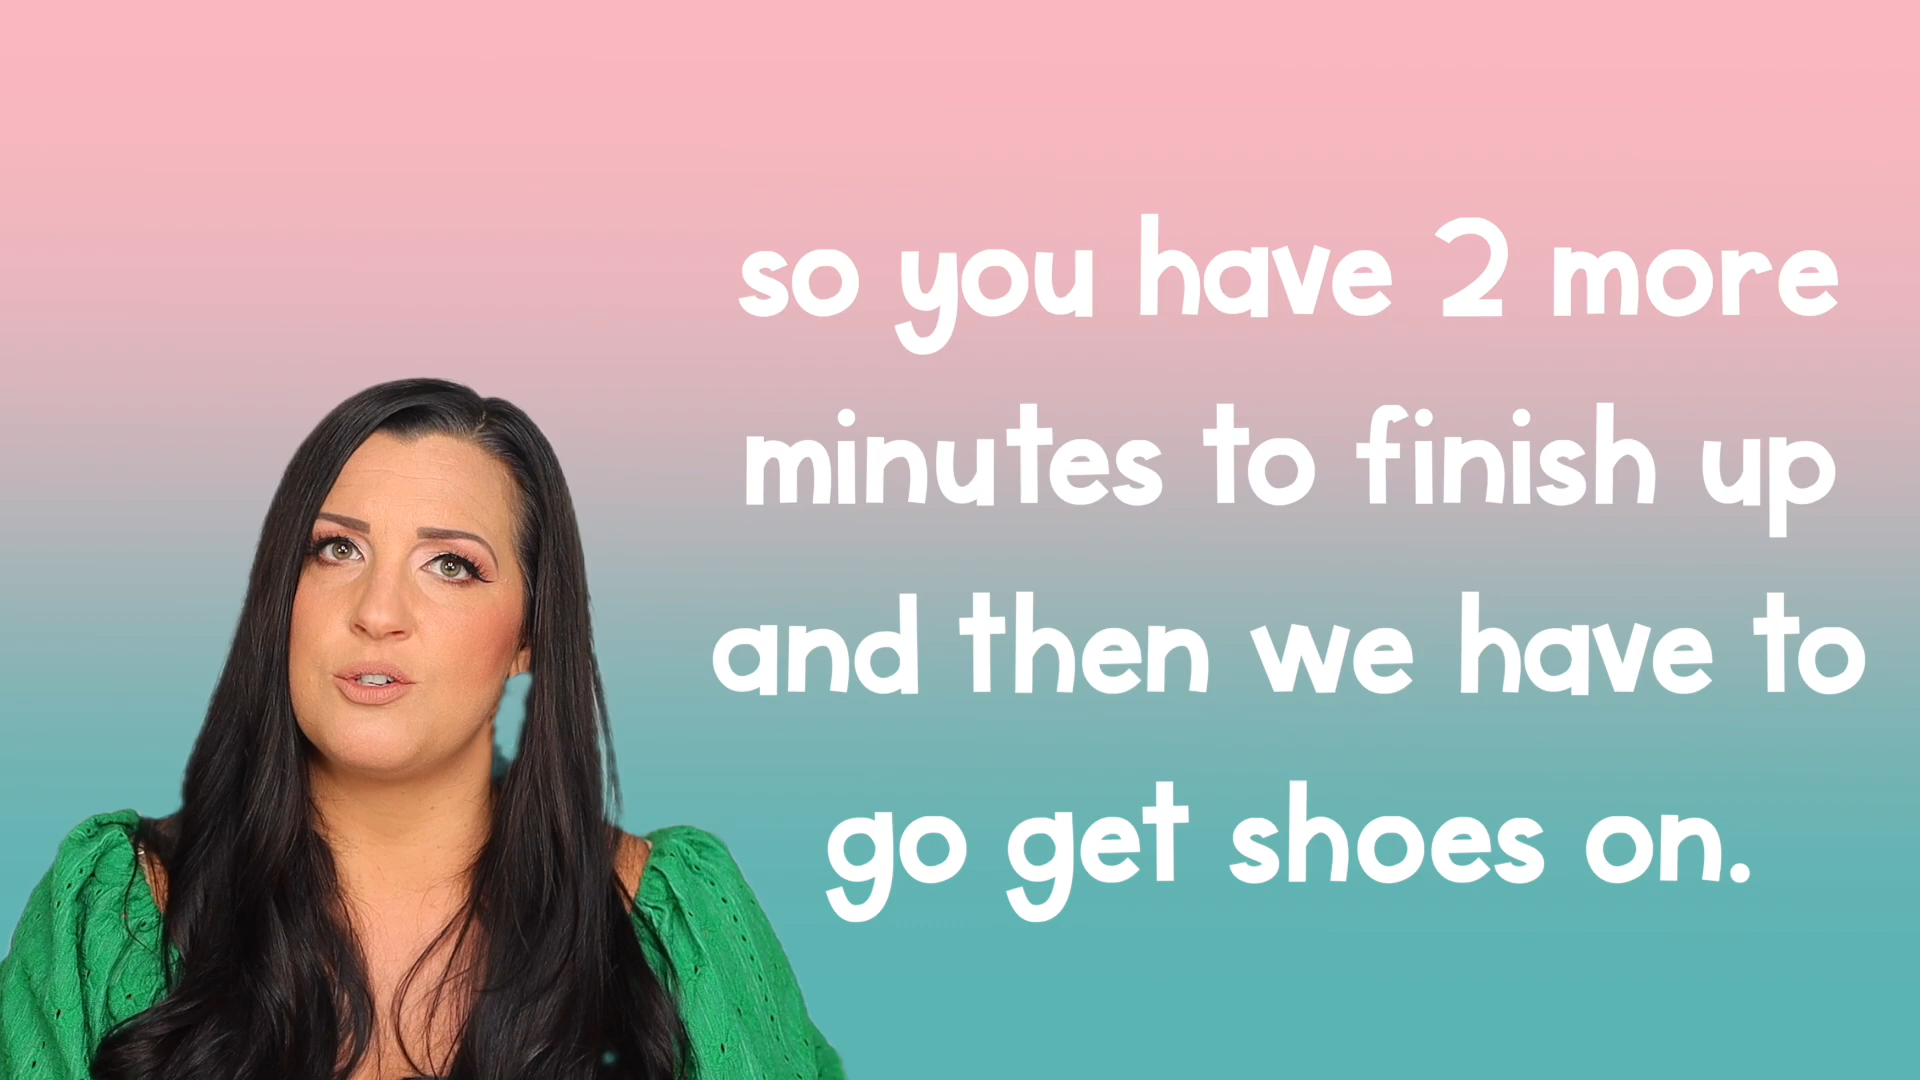 so you have 2 more
minutes to finish up
and then we have to
go get shoes on.